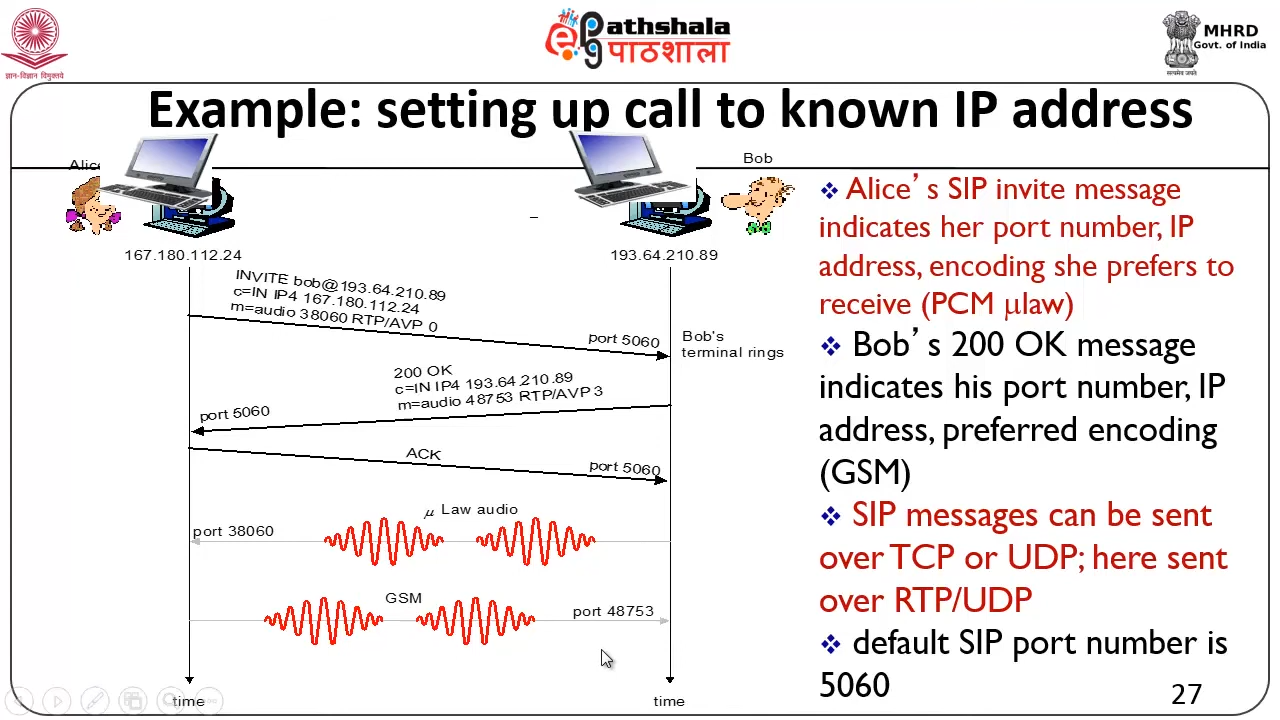 ज्ञान-विज्ञान विमुक्तये
ePathshala
पाठशाला
MHRD
Govt. of India
सत्यमेव जयते
Example: setting up call to known IP address
Alice
Bob
167.180.112.24
193.64.210.89
INVITE bob@193.64.210.89
c=IN IP4 167.180.112.24
m=audio 38060 RTP/AVP 0
port 5060
Bob's
terminal rings
200 OK
c=IN IP4 193.64.210.89
m=audio 48753 RTP/AVP 3
port 5060
ACK
port 5060
μ Law audio
port 38060
GSM
port 48753
time
time
❖ Alice’s SIP invite message
indicates her port number, IP
address, encoding she prefers to
receive (PCM μlaw)
❖ Bob’s 200 OK message
indicates his port number, IP
address, preferred encoding
(GSM)
❖ SIP messages can be sent
over TCP or UDP; here sent
over RTP/UDP
❖ default SIP port number is
5060
27